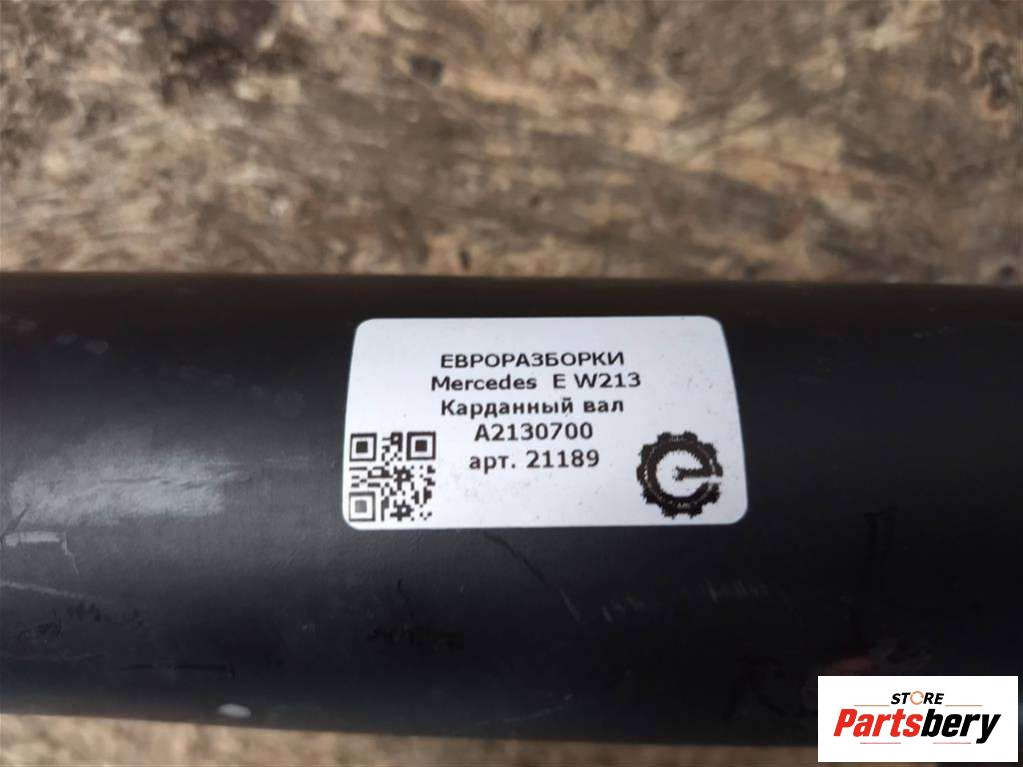 ЕВРОРАЗБОРКИ
Mercedes E W213
Карданный вал
A2130700
арт. 21189
STORE
Partsbery